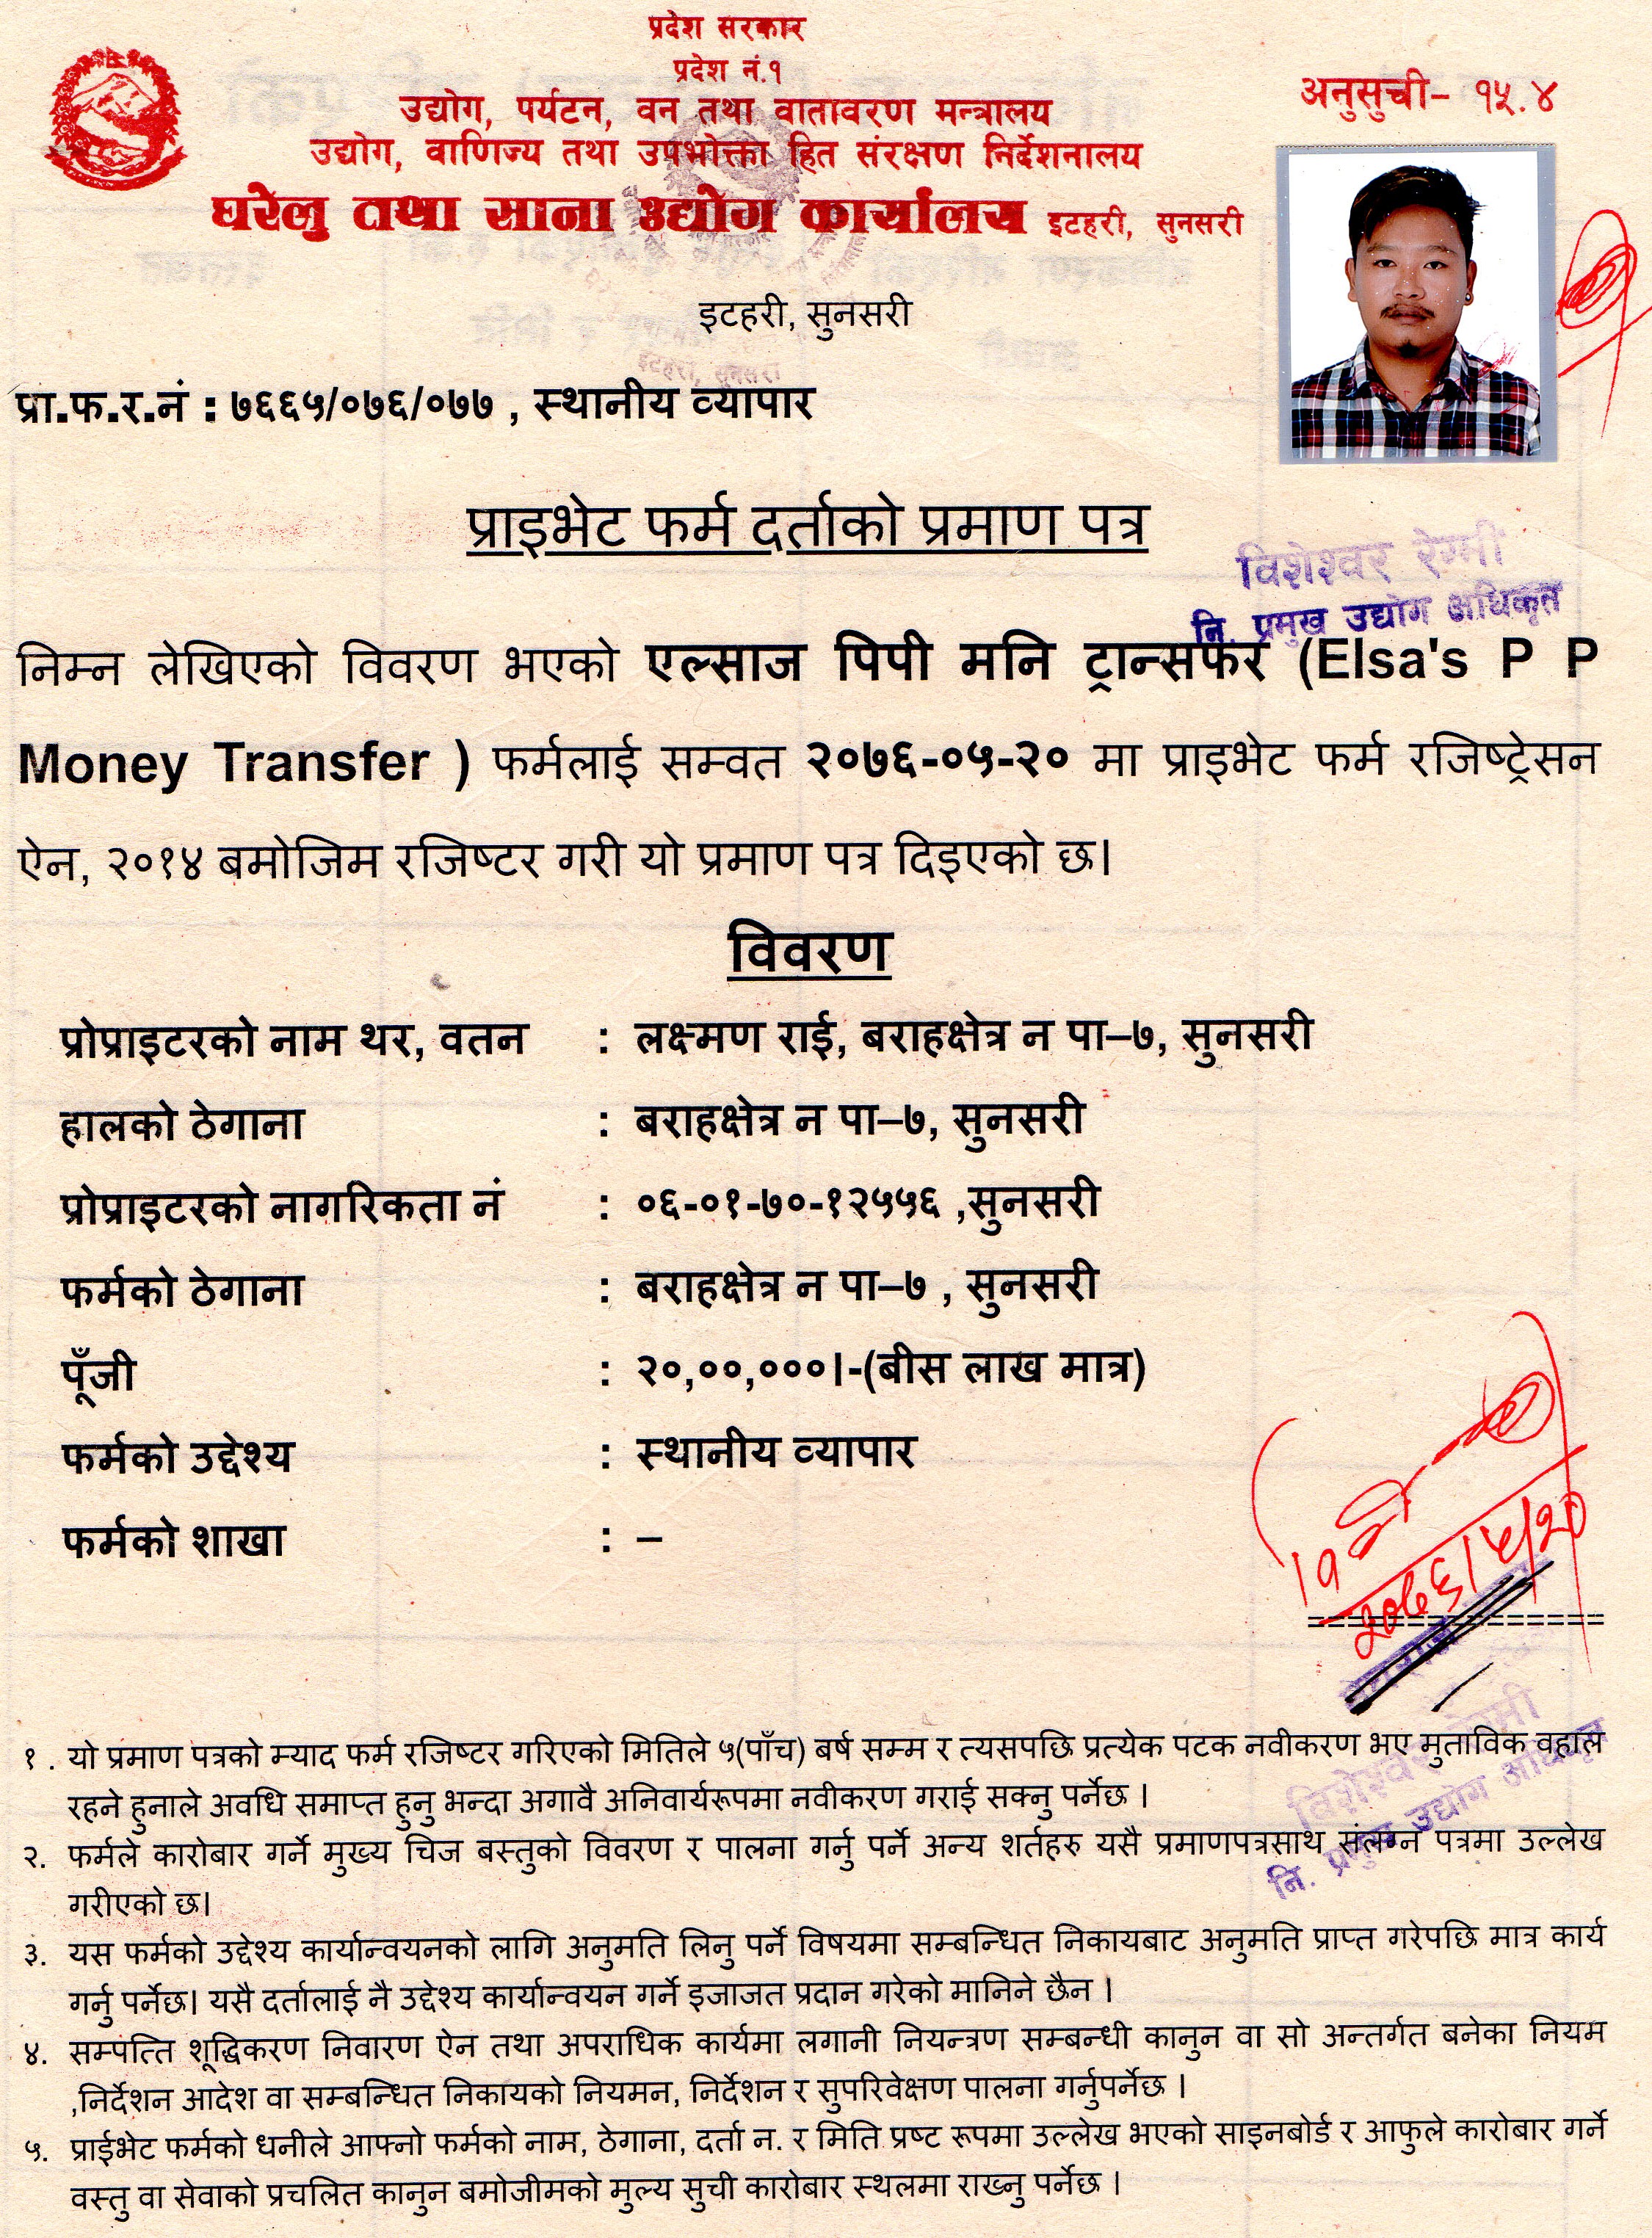 प्रदेश सरकार
प्रदेश नं.१
उद्योग, पर्यटन, वन तथा वातावरण मन्त्रालय
उद्योग, वाणिज्य तथा उपभोक्ता हित संरक्षण निर्देशनालय
घरेलु तथा साना उद्योग कार्यालय इटहरी, सुनसरी
अनुसुची- १५.४
इटहरी, सुनसरी
इटहरी, सुनसरी
प्रा.फ.र.नं : ७६६५/०७६/०७७ , स्थानीय व्यापार
प्राइभेट फर्म दर्ताको प्रमाण पत्र
विशेश्वर रेग्मी
नि. प्रमुख उद्योग अधिकृत
निम्न लेखिएको विवरण भएको एल्साज पिपी मनि ट्रान्सफर (Elsa's P P
Money Transfer ) फर्मलाई सम्वत २०७६-०५-२० मा प्राइभेट फर्म रजिष्ट्रेसन
ऐन, २०१४ बमोजिम रजिष्टर गरी यो प्रमाण पत्र दिइएको छ।
विवरण
प्रोप्राइटरको नाम थर, वतन : लक्ष्मण राई, बराहक्षेत्र न पा–७, सुनसरी
हालको ठेगाना : बराहक्षेत्र न पा–७, सुनसरी
प्रोप्राइटरको नागरिकता नं : ०६-०१-७०-१२५५६ ,सुनसरी
फर्मको ठेगाना : बराहक्षेत्र न पा–७ , सुनसरी
पूँजी : २०,००,०००।-(बीस लाख मात्र)
फर्मको उद्देश्य : स्थानीय व्यापार
फर्मको शाखा : –
२०७६।५।२०
================
विशेश्वर रेग्मी
नि. प्रमुख उद्योग अधिकृत
१ . यो प्रमाण पत्रको म्याद फर्म रजिष्टर गरिएको मितिले ५(पाँच) बर्ष सम्म र त्यसपछि प्रत्येक पटक नवीकरण भए मुताविक वहाल
रहने हुनाले अवधि समाप्त हुनु भन्दा अगावै अनिवार्यरूपमा नवीकरण गराई सक्नु पर्नेछ ।
२. फर्मले कारोबार गर्ने मुख्य चिज बस्तुको विवरण र पालना गर्नु पर्ने अन्य शर्तहरु यसै प्रमाणपत्रसाथ संलग्न पत्रमा उल्लेख
गरीएको छ।
३. यस फर्मको उद्देश्य कार्यान्वयनको लागि अनुमति लिनु पर्ने विषयमा सम्बन्धित निकायबाट अनुमति प्राप्त गरेपछि मात्र कार्य
गर्नु पर्नेछ। यसै दर्तालाई नै उद्देश्य कार्यान्वयन गर्ने इजाजत प्रदान गरेको मानिने छैन ।
४. सम्पत्ति शूद्धिकरण निवारण ऐन तथा अपराधिक कार्यमा लगानी नियन्त्रण सम्बन्धी कानुन वा सो अन्तर्गत बनेका नियम
,निर्देशन आदेश वा सम्बन्धित निकायको नियमन, निर्देशन र सुपरिवेक्षण पालना गर्नुपर्नेछ ।
५. प्राईभेट फर्मको धनीले आफ्नो फर्मको नाम, ठेगाना, दर्ता न. र मिति प्रष्ट रूपमा उल्लेख भएको साइनबोर्ड र आफुले कारोबार गर्ने
वस्तु वा सेवाको प्रचलित कानुन बमोजीमको मुल्य सुची कारोबार स्थलमा राख्नु पर्नेछ ।